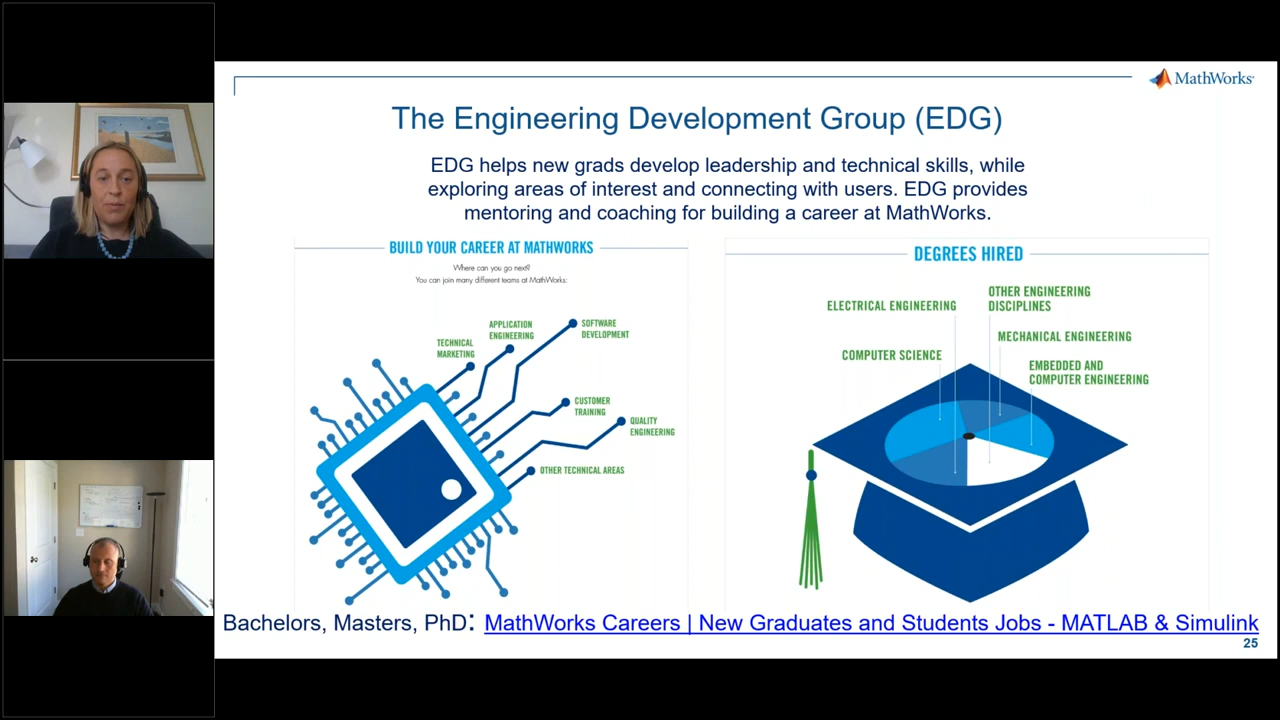 MathWorks
The Engineering Development Group (EDG)
EDG helps new grads develop leadership and technical skills, while
exploring areas of interest and connecting with users. EDG provides
mentoring and coaching for building a career at MathWorks.
BUILD YOUR CAREER AT MATHWORKS
Where can you go next?
You can join many different teams at MathWorks:
TECHNICAL
MARKETING
APPLICATION
ENGINEERING
SOFTWARE
DEVELOPMENT
CUSTOMER
TRAINING
QUALITY
ENGINEERING
OTHER TECHNICAL AREAS
DEGREES HIRED
ELECTRICAL ENGINEERING
OTHER ENGINEERING
DISCIPLINES
MECHANICAL ENGINEERING
COMPUTER SCIENCE
EMBEDDED AND
COMPUTER ENGINEERING
Bachelors, Masters, PhD: MathWorks Careers | New Graduates and Students Jobs - MATLAB & Simulink
25